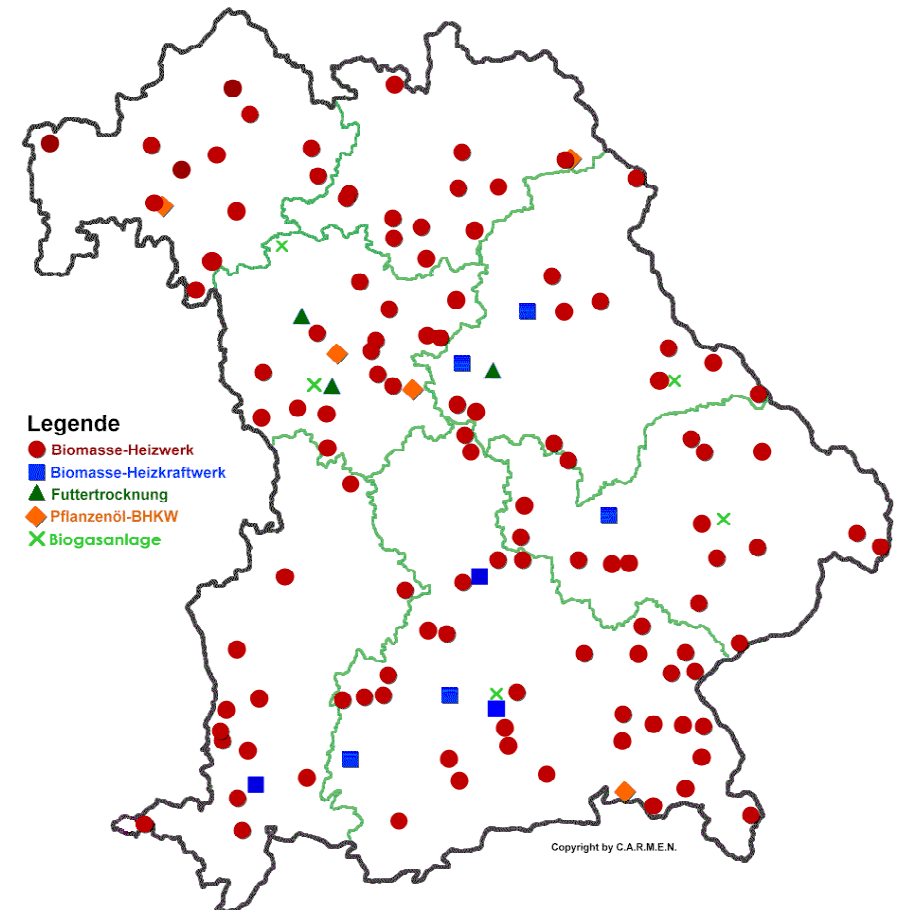 Legende
Biomasse-Heizwerk
Biomasse-Heizkraftwerk
Futtertrocknung
Pflanzenöl-BHKW
Biogasanlage
Copyright by C.A.R.M.E.N.